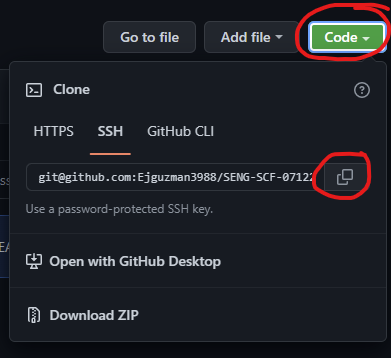 Go to file Add file Code
Clone
HTTPS SSH GitHub CLI
git@github.com:Ejguzman3988/SENG-SCF-07122
Use a password-protected SSH key.
Open with GitHub Desktop
Download ZIP